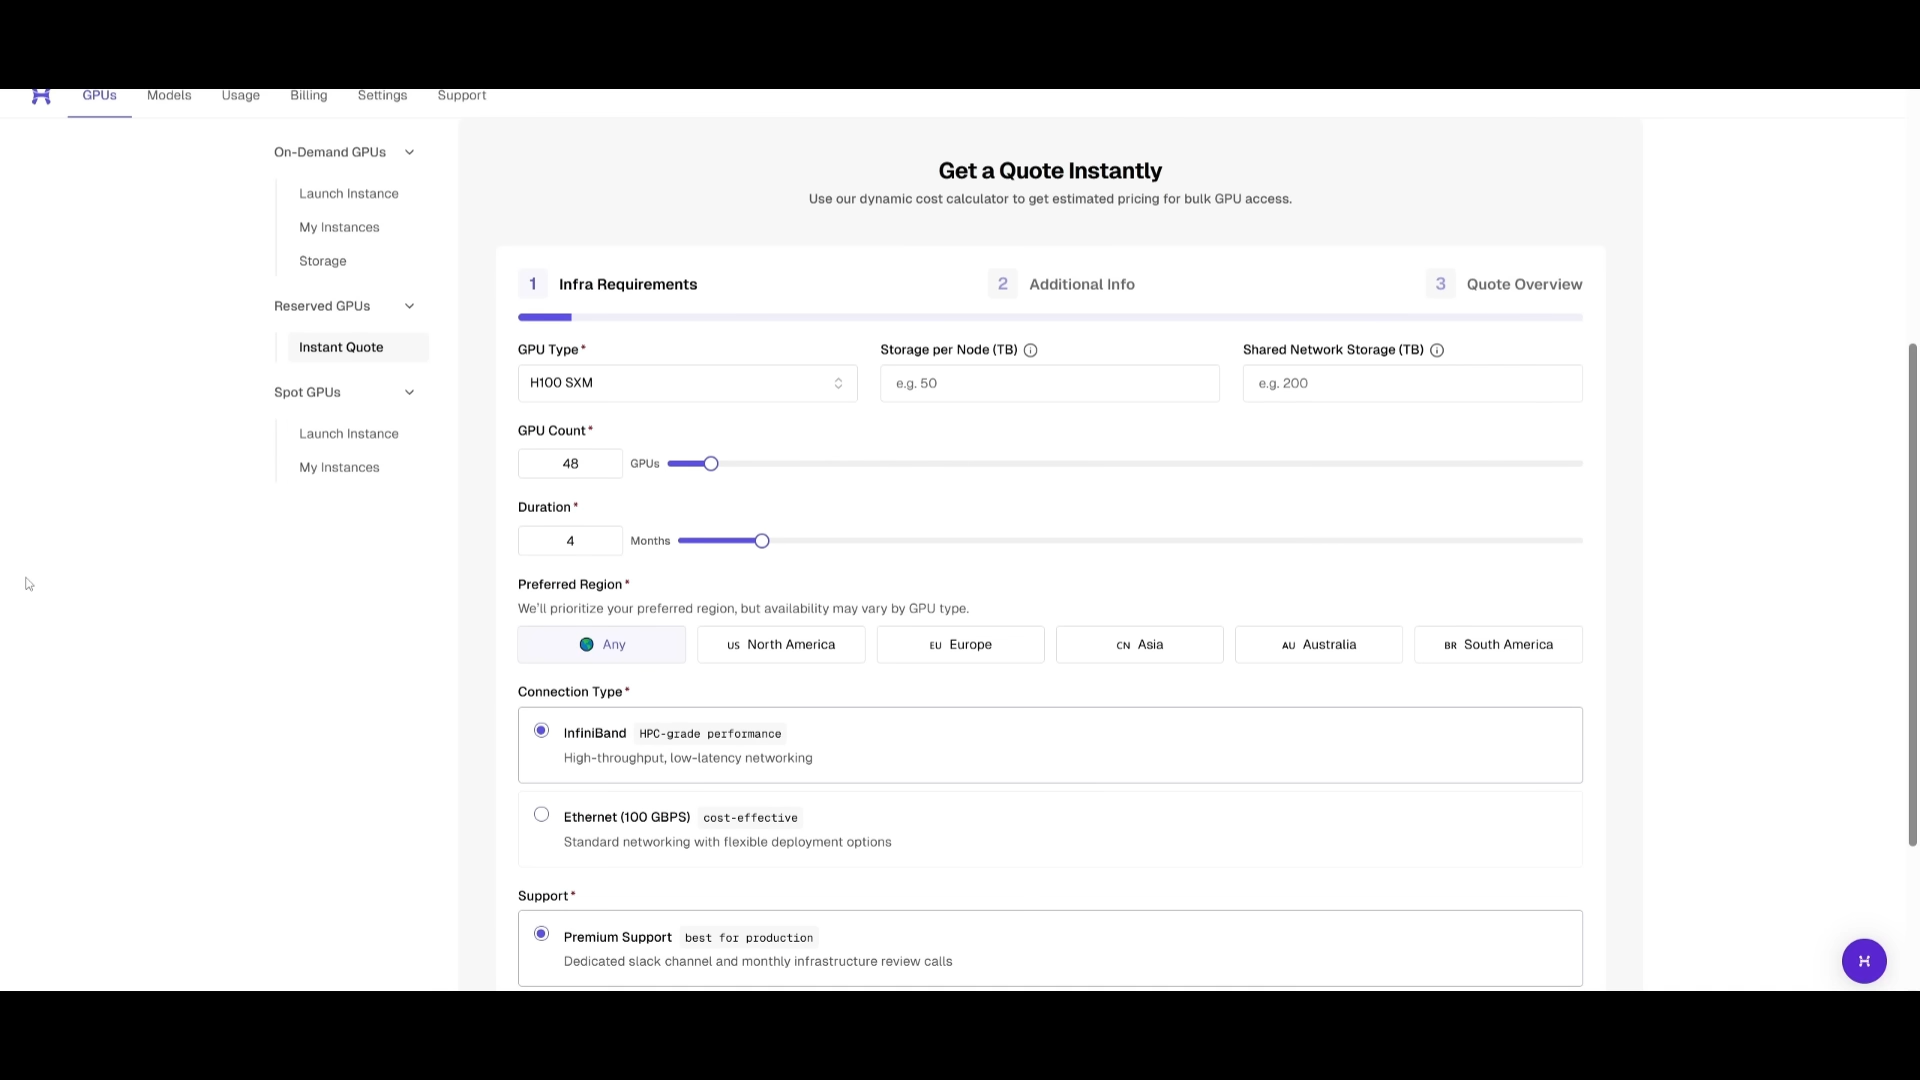 GPUs Models Usage Billing Settings Support
On-Demand GPUs
Launch Instance
My Instances
Storage
Reserved GPUs
Instant Quote
Spot GPUs
Launch Instance
My Instances
Get a Quote Instantly
Use our dynamic cost calculator to get estimated pricing for bulk GPU access.
1 Infra Requirements 2 Additional Info 3 Quote Overview
GPU Type* Storage per Node (TB) Shared Network Storage (TB)
H100 SXM e.g. 50 e.g. 200
GPU Count*
48 GPUs
Duration*
4 Months
Preferred Region*
We'll prioritize your preferred region, but availability may vary by GPU type.
Any US North America EU Europe CN Asia AU Australia BR South America
Connection Type*
InfiniBand HPC-grade performance
High-throughput, low-latency networking
Ethernet (100 GBPS) cost-effective
Standard networking with flexible deployment options
Support*
Premium Support best for production
Dedicated slack channel and monthly infrastructure review calls